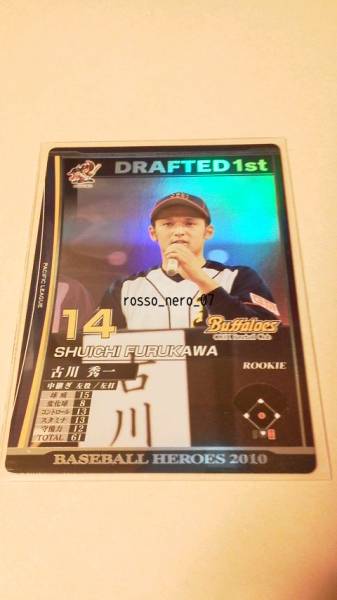 DRAFTED 1st
PACIFIC LEAGUE
rosso_nero_07
14
Buffaloes
SHUICHI FURUKAWA
古川 秀一
ROOKIE
中継ぎ 左投/左打
球威 15
変化球 8
コントロール 13
スタミナ 13
守備力 12
TOTAL 61
古川
BASEBALL HEROES 2010